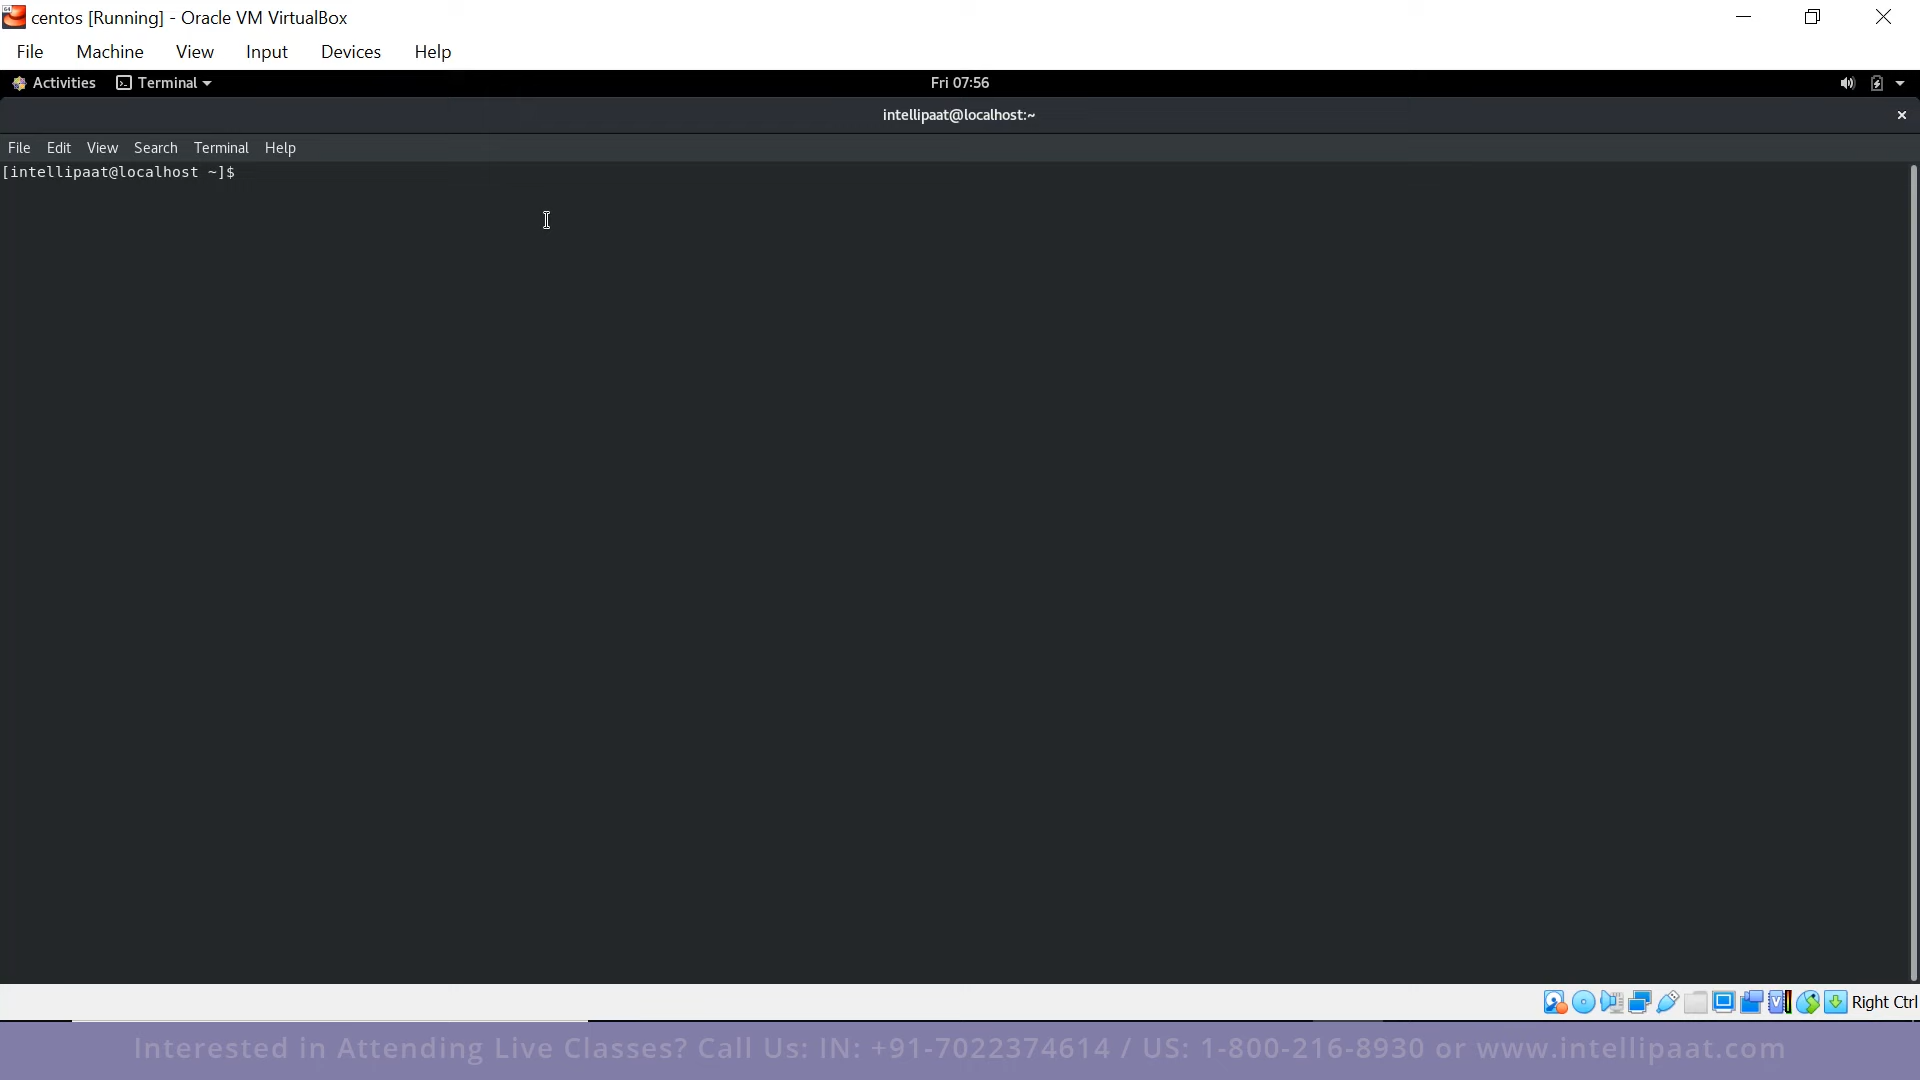 centos [Running] - Oracle VM VirtualBox
File Machine View Input Devices Help
Activities Terminal Fri 07:56
intellipaat@localhost:~
File Edit View Search Terminal Help
[intellipaat@localhost ~]$
Right Ctrl
Interested in Attending Live Classes? Call Us: IN: +91-7022374614 / US: 1-800-216-8930 or www.intellipaat.com